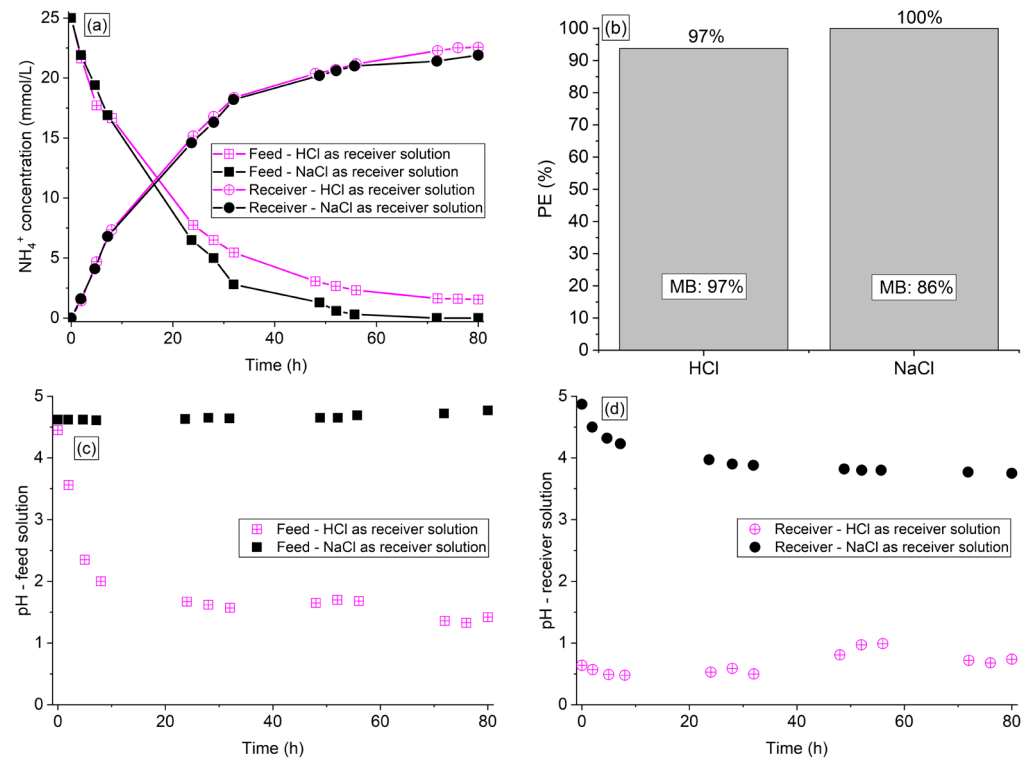 (a)
NH₄⁺ concentration (mmol/L)
25
20
15
10
5
0
Feed - HCl as receiver solution
Feed - NaCl as receiver solution
Receiver - HCl as receiver solution
Receiver - NaCl as receiver solution
0 20 40 60 80
Time (h)
(b)
97%
100%
PE (%)
100
90
80
70
60
50
40
30
20
10
0
MB: 97%
MB: 86%
HCl NaCl
(c)
pH - feed solution
5
4
3
2
1
0
Feed - HCl as receiver solution
Feed - NaCl as receiver solution
0 20 40 60 80
Time (h)
(d)
pH - receiver solution
5
4
3
2
1
0
Receiver - HCl as receiver solution
Receiver - NaCl as receiver solution
0 20 40 60 80
Time (h)